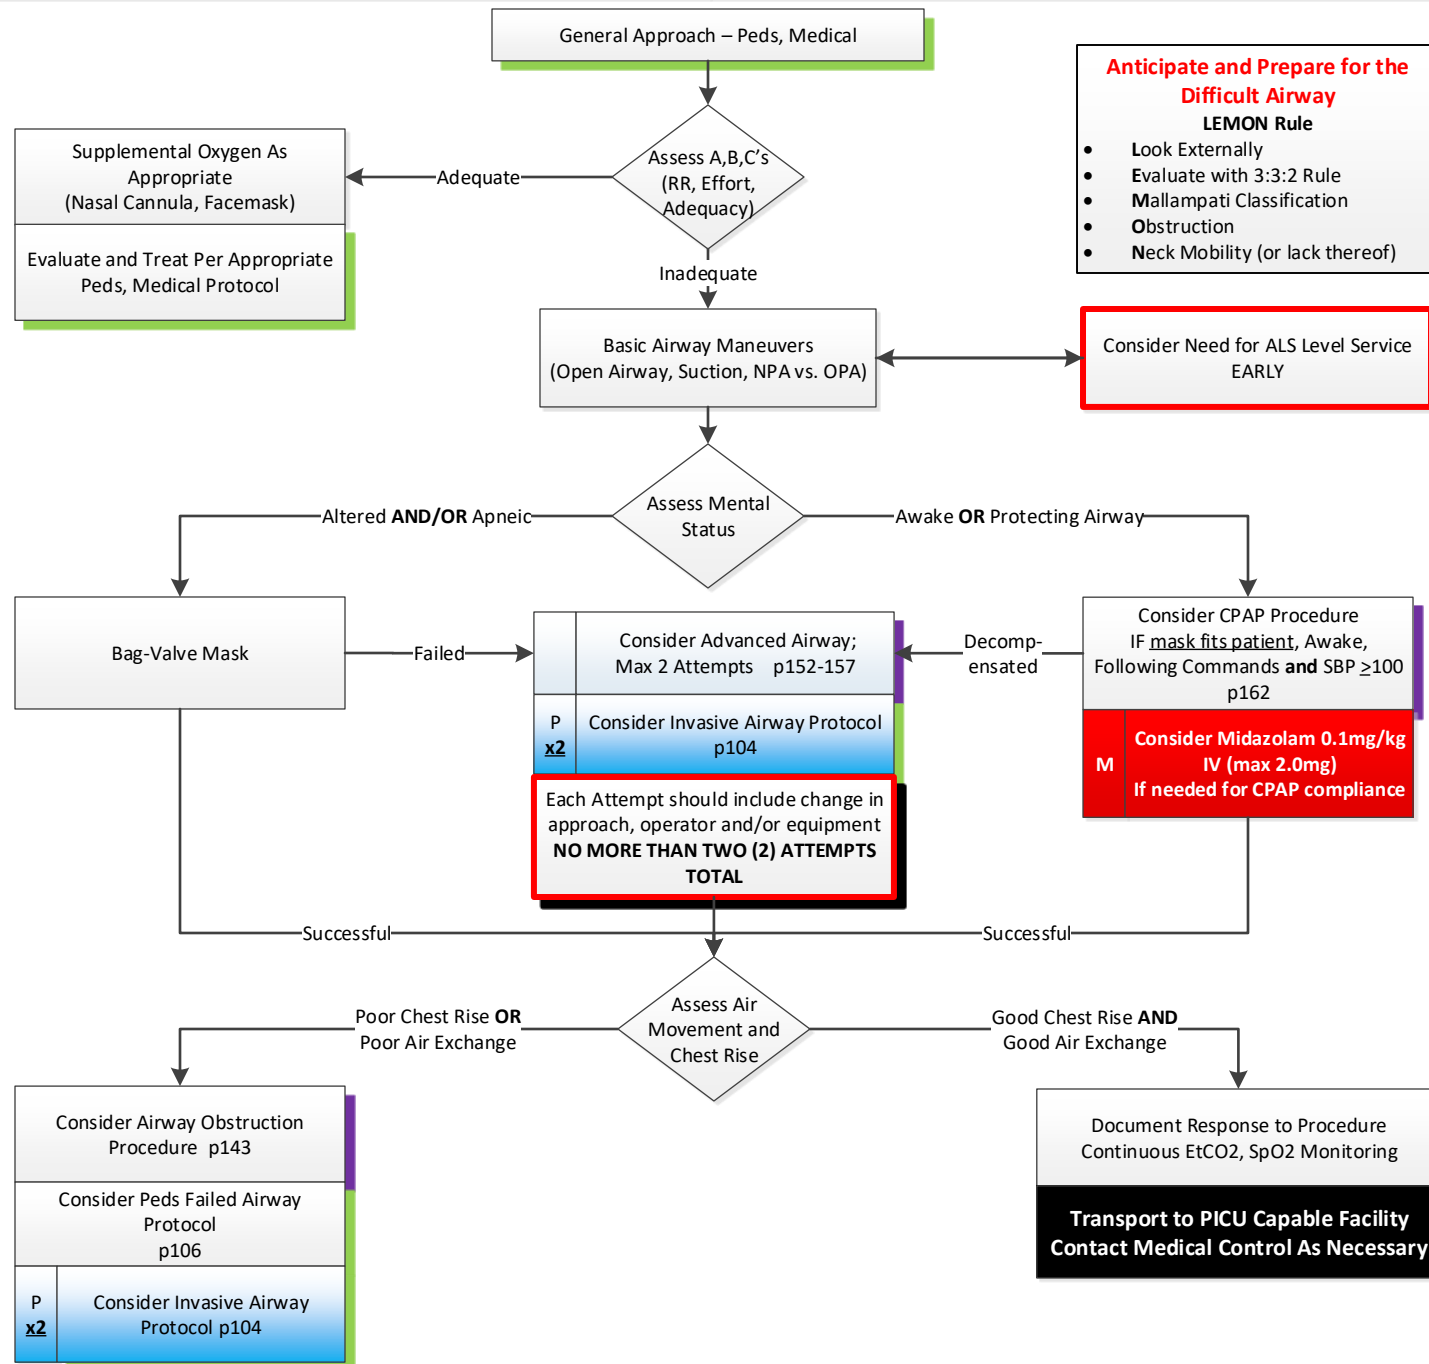 General Approach – Peds, Medical
Anticipate and Prepare for the
Difficult Airway
LEMON Rule
• Look Externally
• Evaluate with 3:3:2 Rule
• Mallampati Classification
• Obstruction
• Neck Mobility (or lack thereof)
Assess A,B,C's
(RR, Effort,
Adequacy)
Adequate
Supplemental Oxygen As
Appropriate
(Nasal Cannula, Facemask)
Evaluate and Treat Per Appropriate
Peds, Medical Protocol
Inadequate
Basic Airway Maneuvers
(Open Airway, Suction, NPA vs. OPA)
Consider Need for ALS Level Service
EARLY
Assess Mental
Status
Altered AND/OR Apneic
Awake OR Protecting Airway
Bag-Valve Mask
Failed
Consider Advanced Airway;
Max 2 Attempts p152-157
P
x2
Consider Invasive Airway Protocol
p104
Each Attempt should include change in
approach, operator and/or equipment
NO MORE THAN TWO (2) ATTEMPTS
TOTAL
Decomp-
ensated
Consider CPAP Procedure
IF mask fits patient, Awake,
Following Commands and SBP ≥100
p162
M
Consider Midazolam 0.1mg/kg
IV (max 2.0mg)
If needed for CPAP compliance
Successful
Successful
Assess Air
Movement and
Chest Rise
Poor Chest Rise OR
Poor Air Exchange
Good Chest Rise AND
Good Air Exchange
Consider Airway Obstruction
Procedure p143
Consider Peds Failed Airway
Protocol
p106
P
x2
Consider Invasive Airway
Protocol p104
Document Response to Procedure
Continuous EtCO2, SpO2 Monitoring
Transport to PICU Capable Facility
Contact Medical Control As Necessary